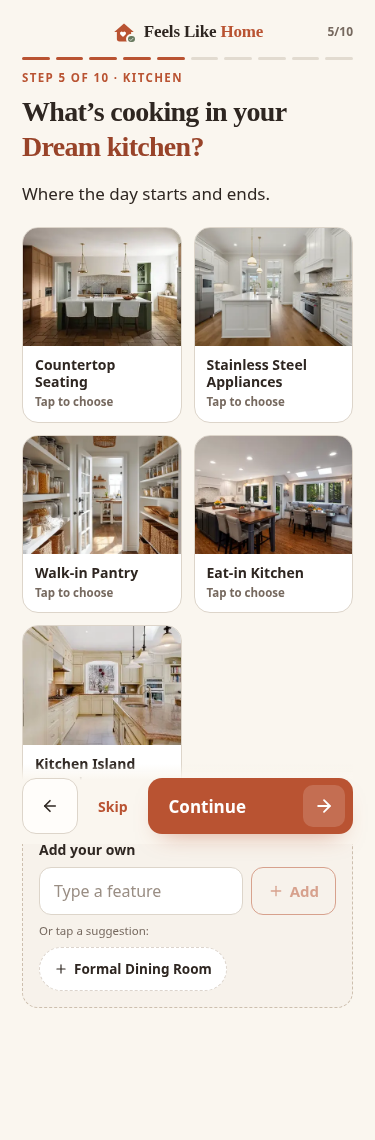 Feels Like Home
5/10
STEP 5 OF 10 · KITCHEN
What’s cooking in your
Dream kitchen?
Where the day starts and ends.
Countertop
Seating
Tap to choose
Stainless Steel
Appliances
Tap to choose
Walk-in Pantry
Tap to choose
Eat-in Kitchen
Tap to choose
Kitchen Island
Skip
Continue
Add your own
Type a feature
+ Add
Or tap a suggestion:
+ Formal Dining Room